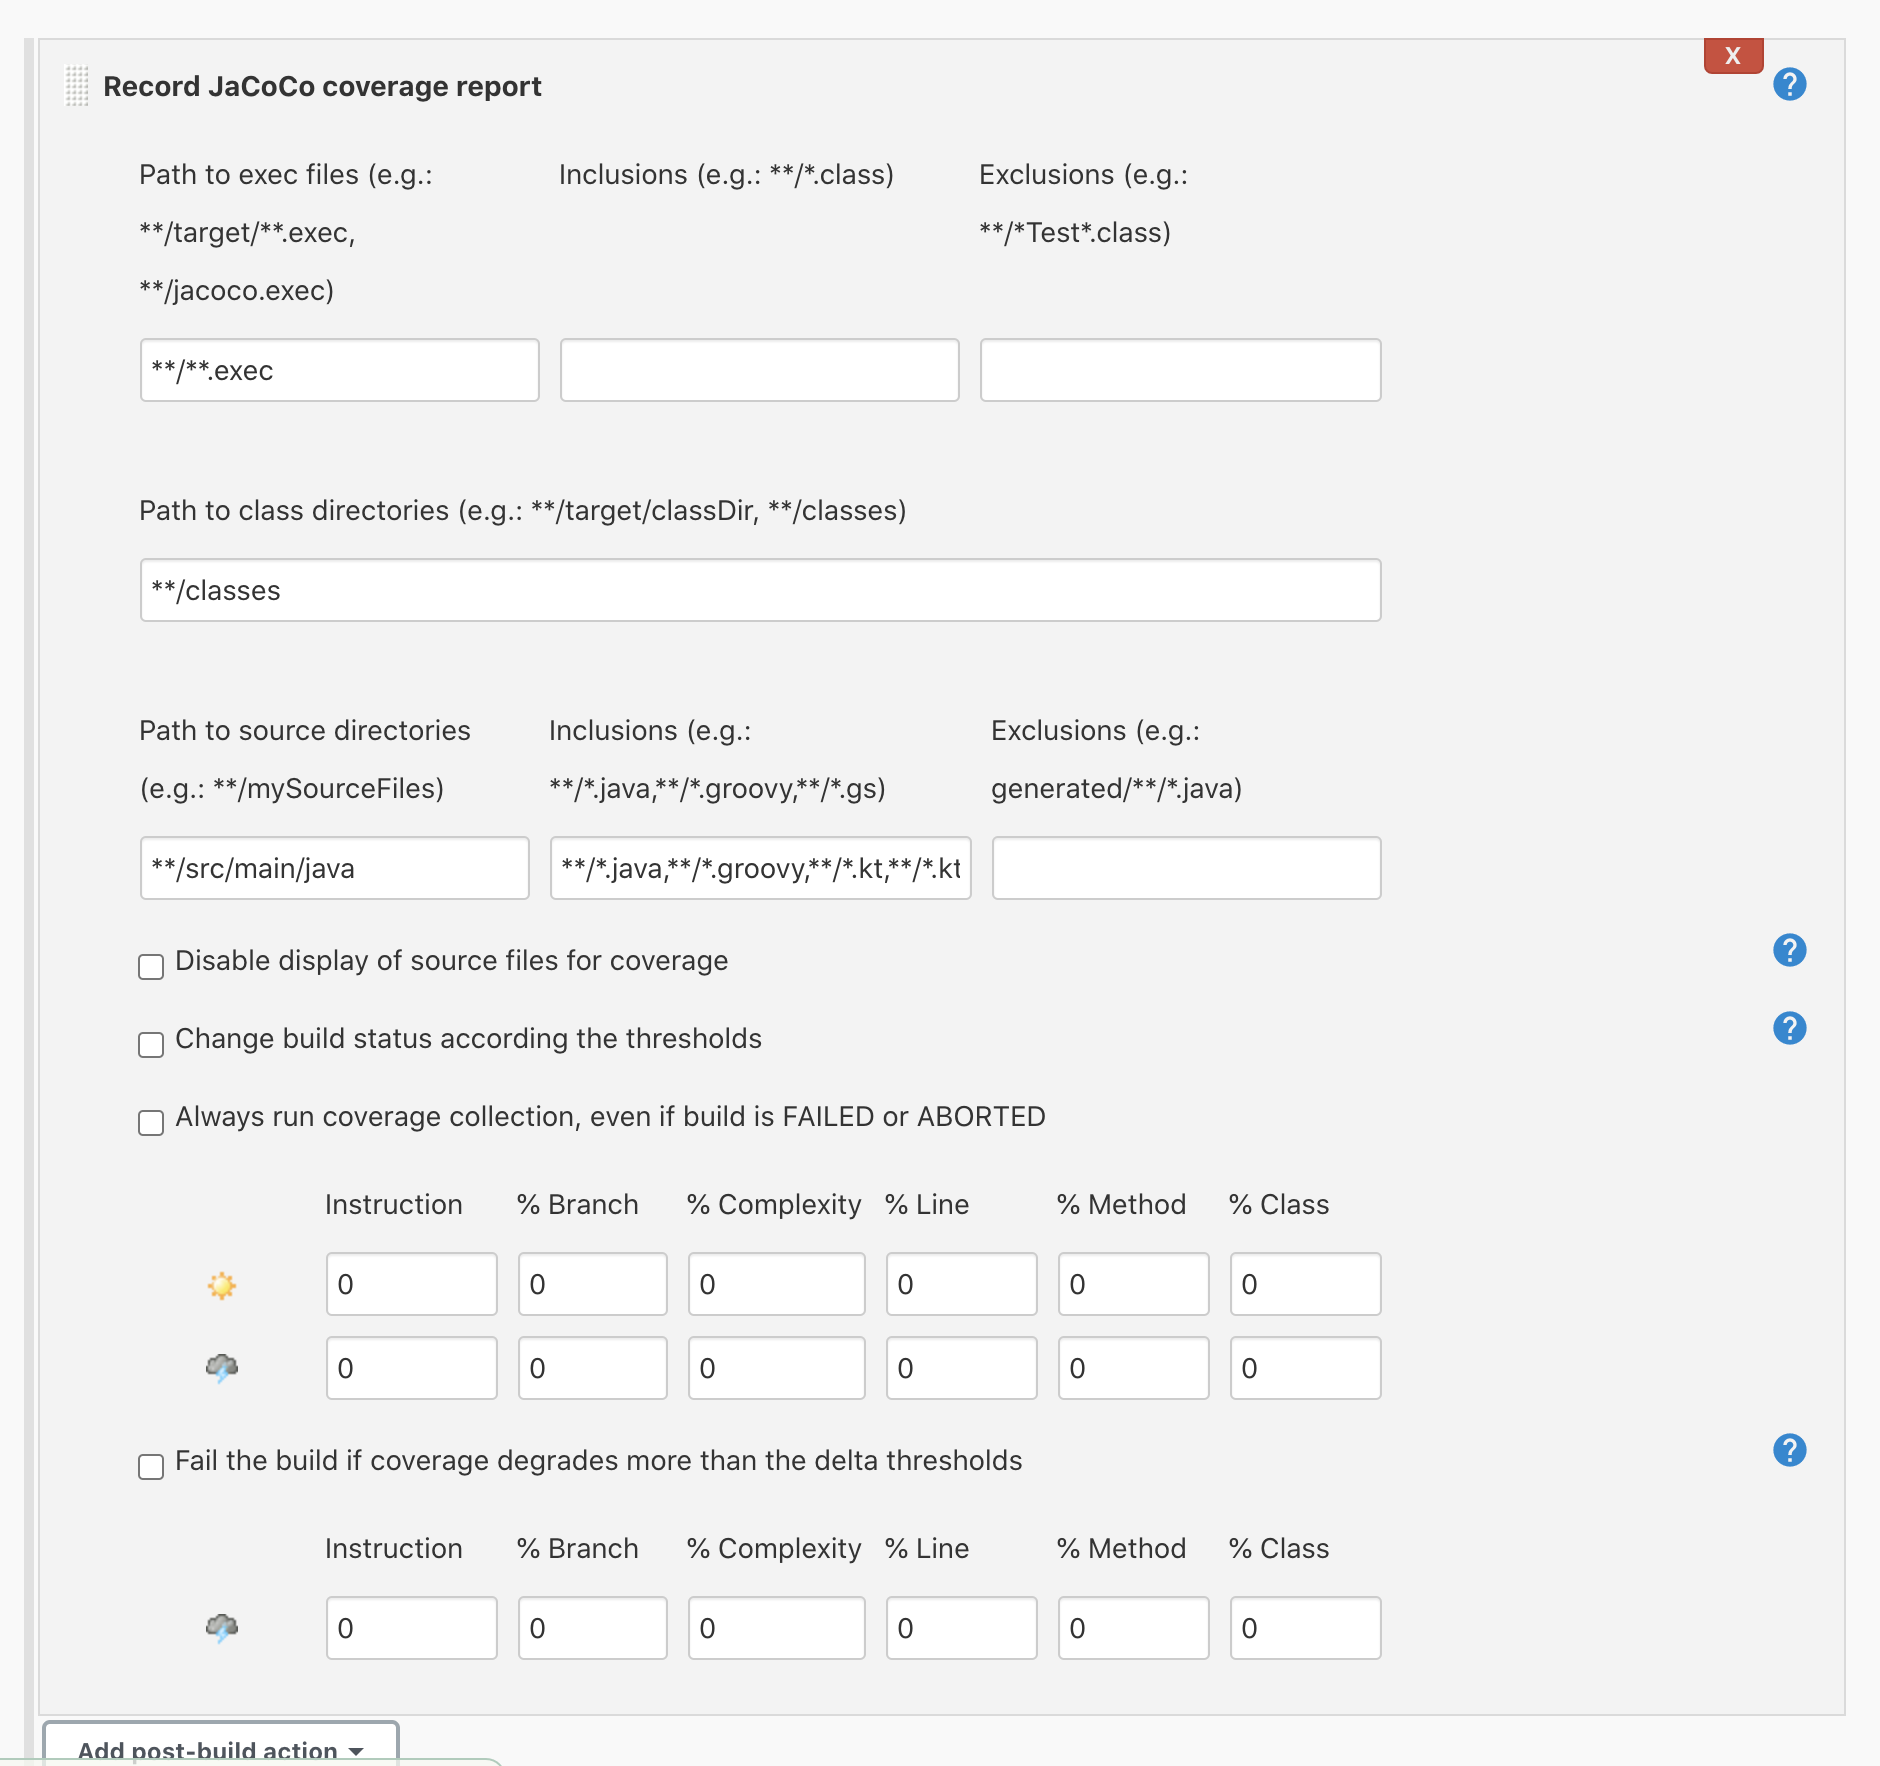 X
Record JaCoCo coverage report
?
Path to exec files (e.g.:
**/target/**.exec,
**/jacoco.exec)
Inclusions (e.g.: **/*.class)
Exclusions (e.g.:
**/*Test*.class)
**/**.exec
Path to class directories (e.g.: **/target/classDir, **/classes)
**/classes
Path to source directories
(e.g.: **/mySourceFiles)
Inclusions (e.g.:
**/*.java,**/*.groovy,**/*.gs)
Exclusions (e.g.:
generated/**/*.java)
**/src/main/java
**/*.java,**/*.groovy,**/*.kt,**/*.kt
Disable display of source files for coverage
?
Change build status according the thresholds
?
Always run coverage collection, even if build is FAILED or ABORTED
Instruction % Branch % Complexity % Line % Method % Class
0 0 0 0 0 0
0 0 0 0 0 0
Fail the build if coverage degrades more than the delta thresholds
?
Instruction % Branch % Complexity % Line % Method % Class
0 0 0 0 0 0
Add post-build action